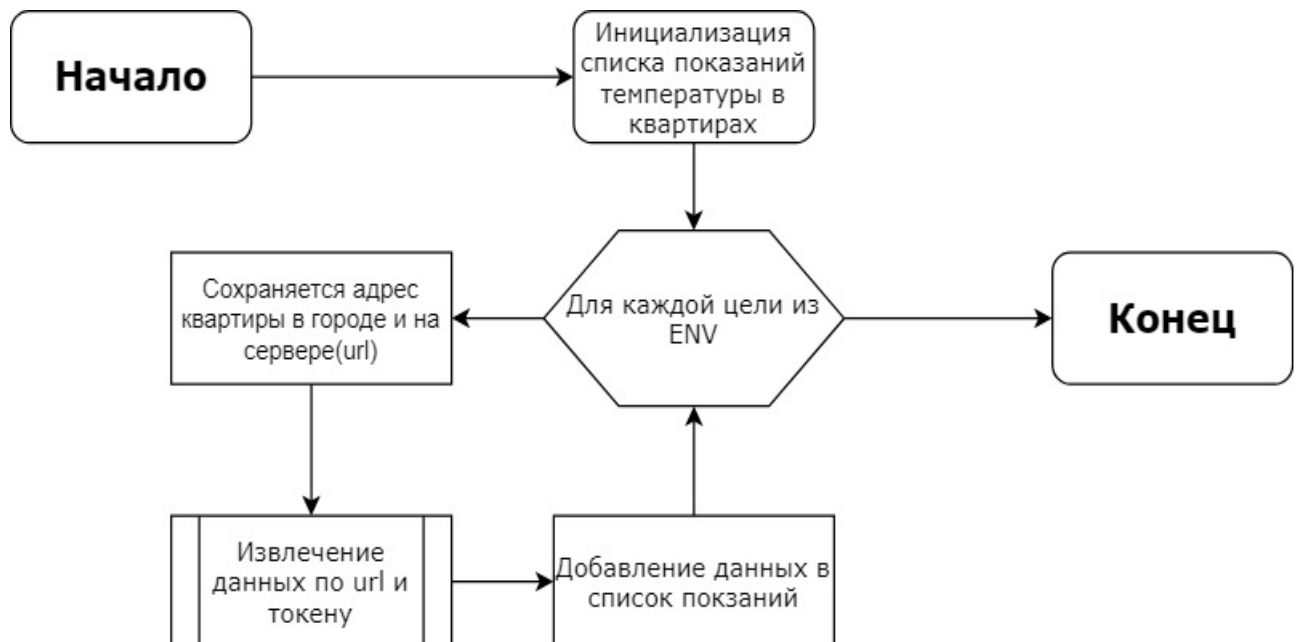 Начало
Инициализация
списка показаний
температуры в
квартирах
Для каждой цели из
ENV
Конец
Сохраняется адрес
квартиры в городе и на
сервере(url)
Извлечение
данных по url и
токену
Добавление данных в
список покзаний